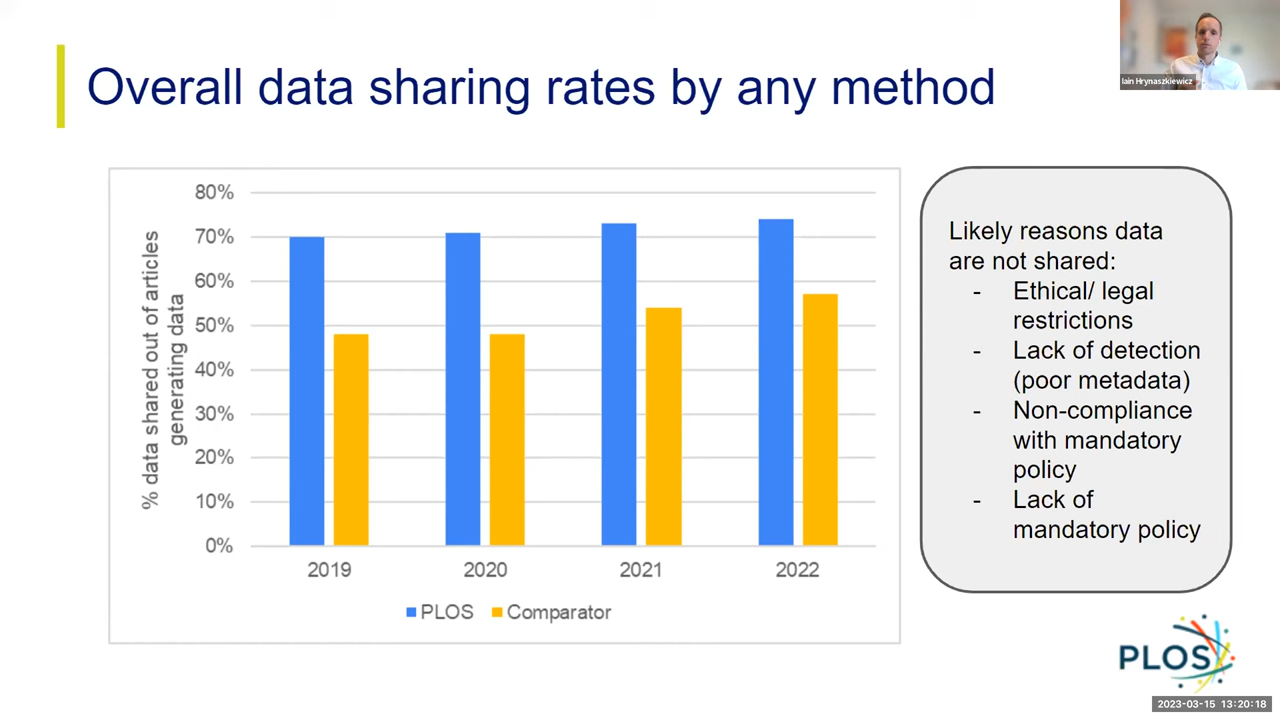 Overall data sharing rates by any method
Iain Hrynaszkiewicz
% data shared out of articles
generating data
80%
70%
60%
50%
40%
30%
20%
10%
0%
2019 2020 2021 2022
PLOS Comparator
Likely reasons data
are not shared:
- Ethical/ legal
restrictions
- Lack of detection
(poor metadata)
- Non-compliance
with mandatory
policy
- Lack of
mandatory policy
PLOS
2023-03-15 13:20:18